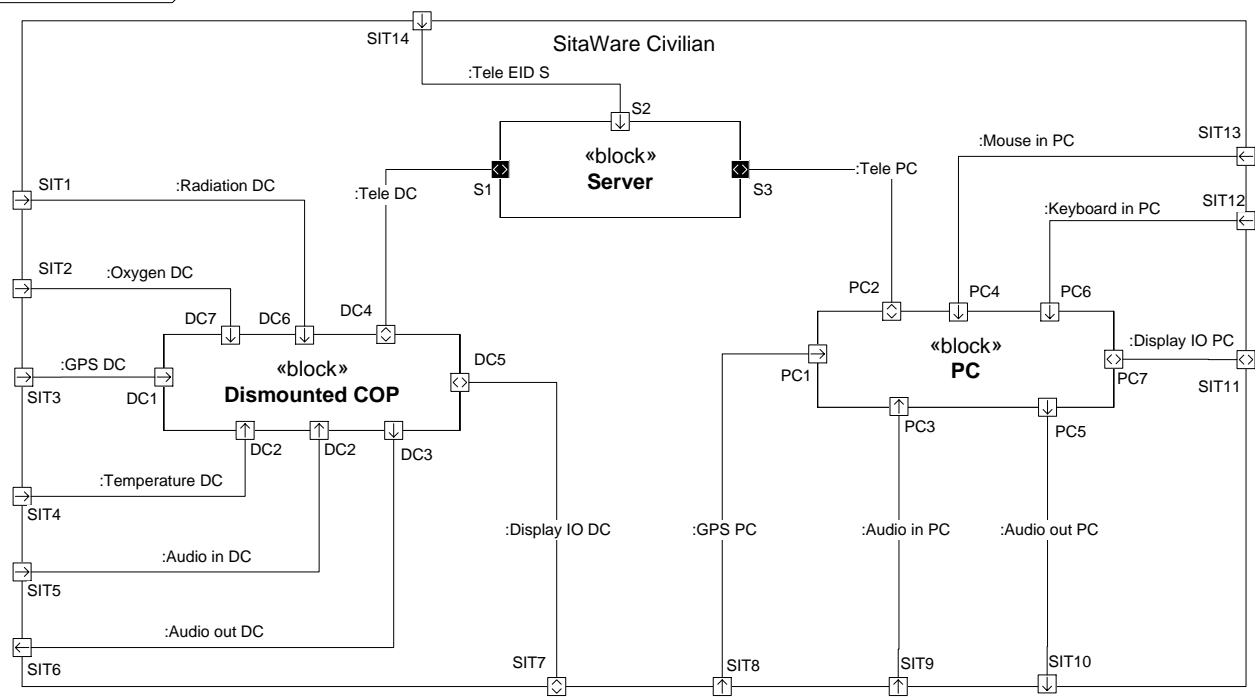 SIT14
SitaWare Civilian
:Tele EID S
S2
«block»
Server
S1
S3
:Tele DC
:Tele PC
:Mouse in PC
SIT13
:Keyboard in PC
SIT12
SIT1
:Radiation DC
SIT2
:Oxygen DC
DC7
DC6
DC4
SIT3
:GPS DC
DC1
«block»
Dismounted COP
DC5
DC2
DC2
DC3
PC2
PC4
PC6
«block»
PC
PC1
:Display IO PC
PC7
SIT11
PC3
PC5
:Temperature DC
SIT4
:Audio in DC
SIT5
:Audio out DC
SIT6
:Display IO DC
:GPS PC
:Audio in PC
:Audio out PC
SIT7
SIT8
SIT9
SIT10